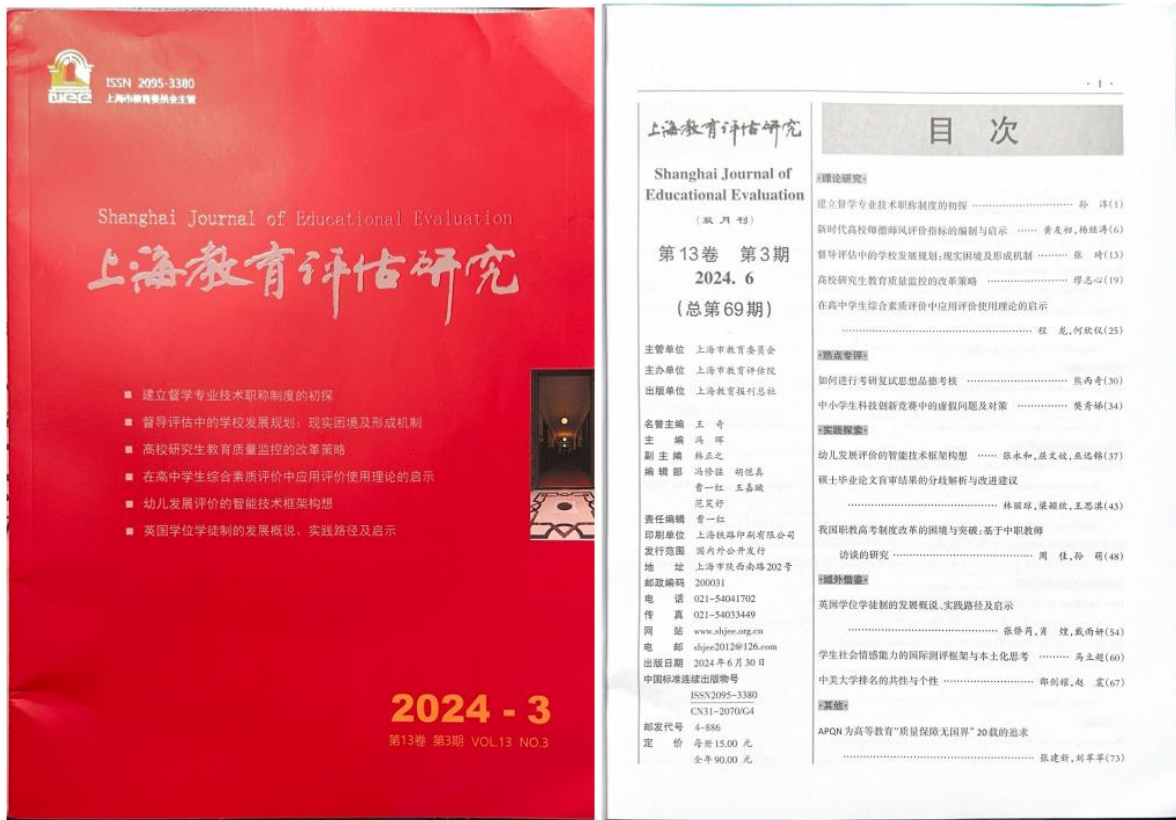 ISSN 2095-3380
上海市教育委员会主管
Shanghai Journal of Educational Evaluation
上海教育评估研究
■ 建立督学专业技术职称制度的初探
■ 督导评估中的学校发展规划：现实困境及形成机制
■ 高校研究生教育质量监控的改革策略
■ 在高中学生综合素质评价中应用评价使用理论的启示
■ 幼儿发展评价的智能技术框架构想
■ 英国学位学徒制的发展概说、实践路径及启示
2024 - 3
第13卷 第3期 VOL.13 NO.3
· I ·
上海教育评估研究
Shanghai Journal of
Educational Evaluation
（双月刊）
第13卷 第3期
2024. 6
（总第69期）
主管单位 上海市教育委员会
主办单位 上海市教育评估院
出版单位 上海教育报刊总社
名誉主编 王 奇
主 编 冯 晖
副主编 韩正之
编辑部 冯修猛 胡恺真
曹一红 王嘉璇
范笑妤
责任编辑 曹一红
印刷单位 上海铁路印刷有限公司
发行范围 国内外公开发行
地 址 上海市陕西南路202号
邮政编码 200031
电 话 021-54041702
传 真 021-54033449
网 站 www.shjee.org.cn
电 邮 shjee2012@126.com
出版日期 2024年6月30日
中国标准连续出版物号
ISSN2095-3380
CN31-2070/G4
邮发代号 4-886
定 价 每册15.00 元
全年90.00 元
目 次
·理论研究·
建立督学专业技术职称制度的初探 …… 孙 (1)
新时代高校师德师风评价指标的编制与启示 …… 黄友初,杨继涛(6)
督导评估中的学校发展规划:现实困境及形成机制 …… 张 琦(13)
高校研究生教育质量监控的改革策略 …… 廖志心(19)
在高中学生综合素质评价中应用评价使用理论的启示
…… 程 龙,何欣仪(25)
·热点专评·
如何进行考研复试思想品德考核 …… 熊丙奇(30)
中小学生科技创新竞赛中的虚假问题及对策 …… 樊秀娣(34)
·实践探索·
幼儿发展评价的智能技术框架构想 …… 张永和,屈文敏,燕远锦(37)
硕士毕业论文盲审结果的分歧解析与改进建议
…… 林丽琼,梁颖欣,王思淇(43)
我国职教高考制度改革的困境与突破:基于中职教师
访谈的研究 …… 周 佳,孙 萌(48)
·域外借鉴·
英国学位学徒制的发展概说、实践路径及启示
…… 张侨芮,肖 煌,戴雨妍(54)
学生社会情感能力的国际测评框架与本土化思考 …… 马立超(60)
中美大学排名的共性与个性 …… 邵剑耀,赵 宸(67)
·其他·
APQN为高等教育“质量保障无国界”20载的追求
…… 张建新,刘苹苹(73)